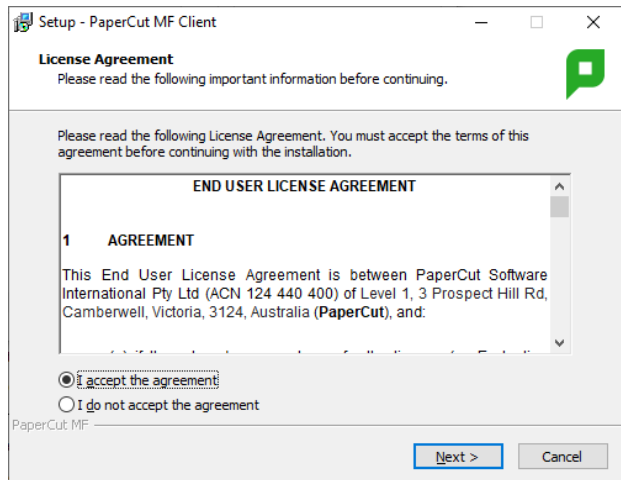 Setup - PaperCut MF Client
License Agreement
Please read the following important information before continuing.
Please read the following License Agreement. You must accept the terms of this
agreement before continuing with the installation.
END USER LICENSE AGREEMENT
1 AGREEMENT
This End User License Agreement is between PaperCut Software
International Pty Ltd (ACN 124 440 400) of Level 1, 3 Prospect Hill Rd,
Camberwell, Victoria, 3124, Australia (PaperCut), and:
I accept the agreement
I do not accept the agreement
PaperCut MF
Next >
Cancel